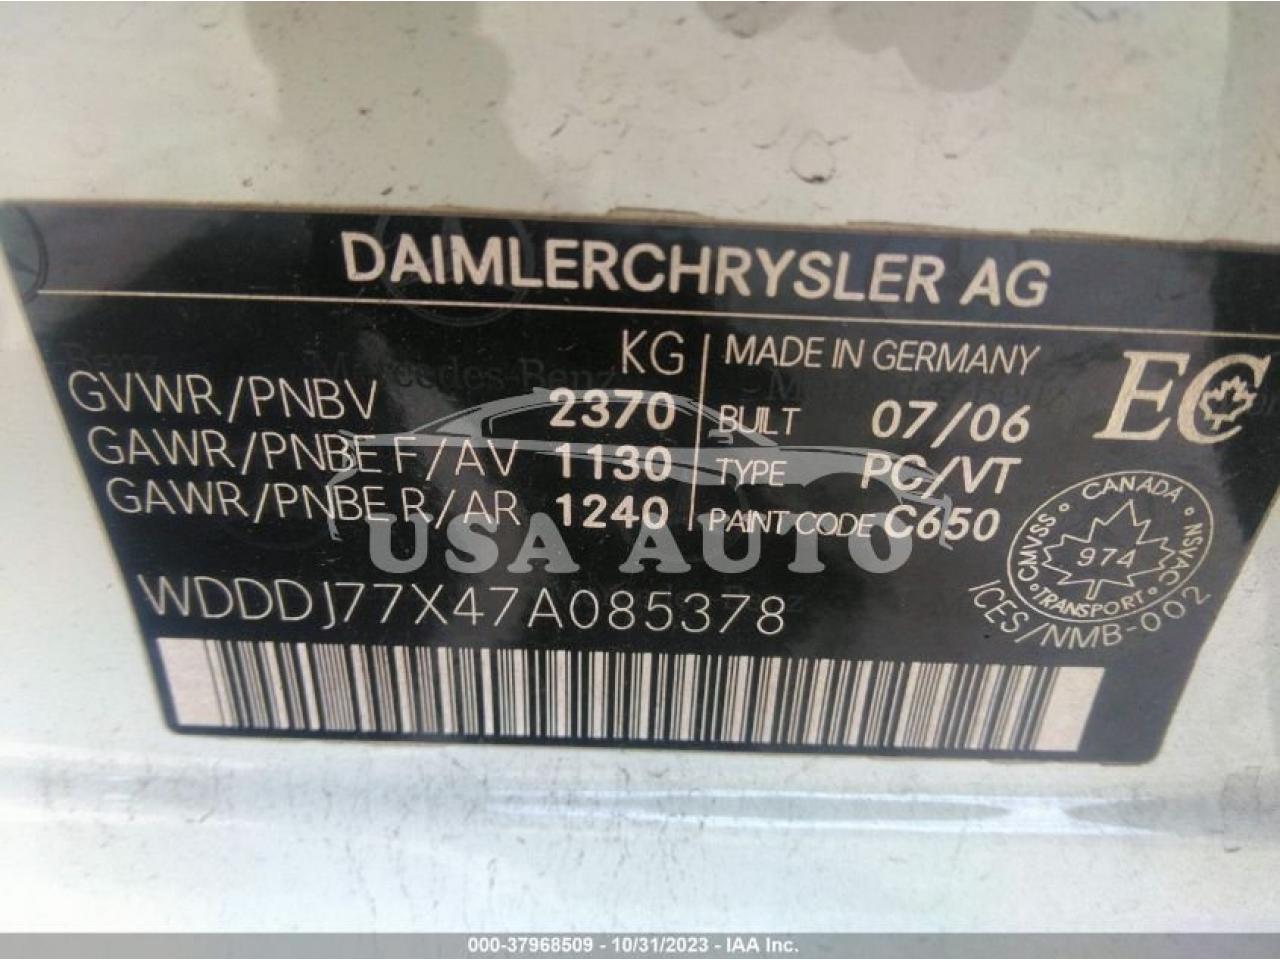 DAIMLERCHRYSLER AG
KG
MADE IN GERMANY
EC
GVWR/PNBV 2370
BUILT 07/06
GAWR/PNBE F/AV 1130
TYPE PC/VT
GAWR/PNBE R/AR 1240
PAINT CODE C650
CANADA
CMVSS 974 NSVAC
TRANSPORT
ICES/NMB-002
USA AUTO
WDDDJ77X47A085378
Mercedes-Benz
000-37968509 - 10/31/2023 - IAA Inc.